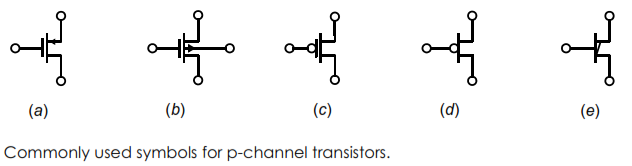 (a) (b) (c) (d) (e)
Commonly used symbols for p-channel transistors.